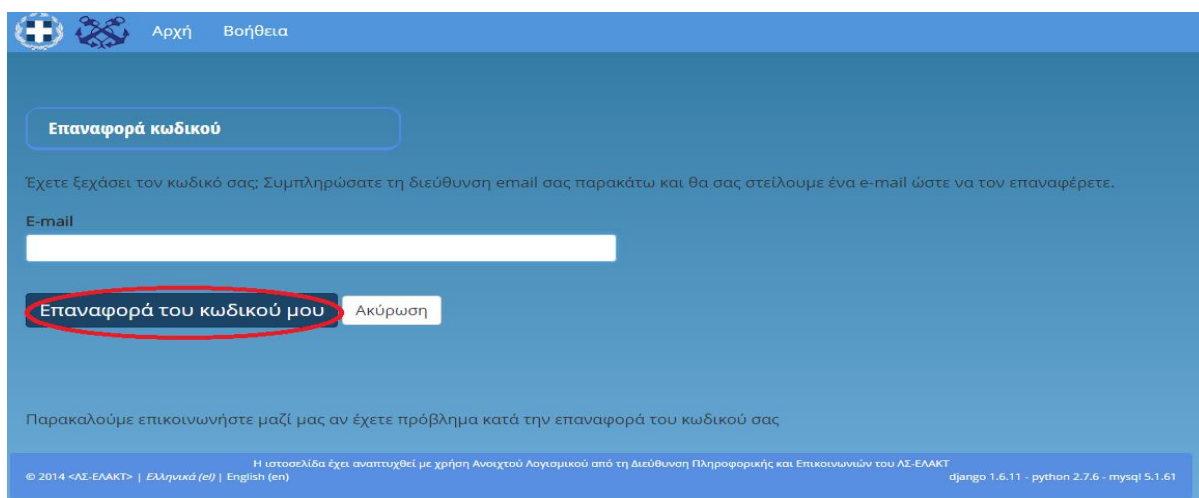 Αρχή Βοήθεια
Επαναφορά κωδικού
Έχετε ξεχάσει τον κωδικό σας; Συμπληρώσατε τη διεύθυνση email σας παρακάτω και θα σας στείλουμε ένα e-mail ώστε να τον επαναφέρετε.
E-mail
Επαναφορά του κωδικού μου Ακύρωση
Παρακαλούμε επικοινωνήστε μαζί μας αν έχετε πρόβλημα κατά την επαναφορά του κωδικού σας
Η ιστοσελίδα έχει αναπτυχθεί με χρήση Ανοιχτού Λογισμικού από τη Διεύθυνση Πληροφορικής και Επικοινωνιών του ΛΣ-ΕΛΑΚΤ
© 2014 <ΛΣ-ΕΛΑΚΤ> | Ελληνικά (el) | English (en) django 1.6.11 - python 2.7.6 - mysql 5.1.61